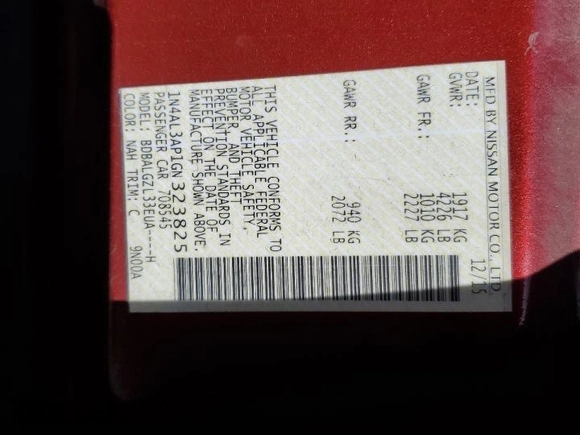 MFD BY NISSAN MOTOR CO., LTD.
DATE: 12/15
GVWR: 1917 KG
4226 LB
GAWR FR.: 1010 KG
2227 LB
GAWR RR.: 940 KG
2072 LB
THIS VEHICLE CONFORMS TO
ALL APPLICABLE FEDERAL
MOTOR VEHICLE SAFETY,
BUMPER, AND THEFT
PREVENTION STANDARDS IN
EFFECT ON THE DATE OF
MANUFACTURE SHOWN ABOVE.
1N4AL3AP1GN323825
PASSENGER CAR 708545
MODEL: BDBALGZL33EUA----H
COLOR: NAH TRIM: C 9N00A